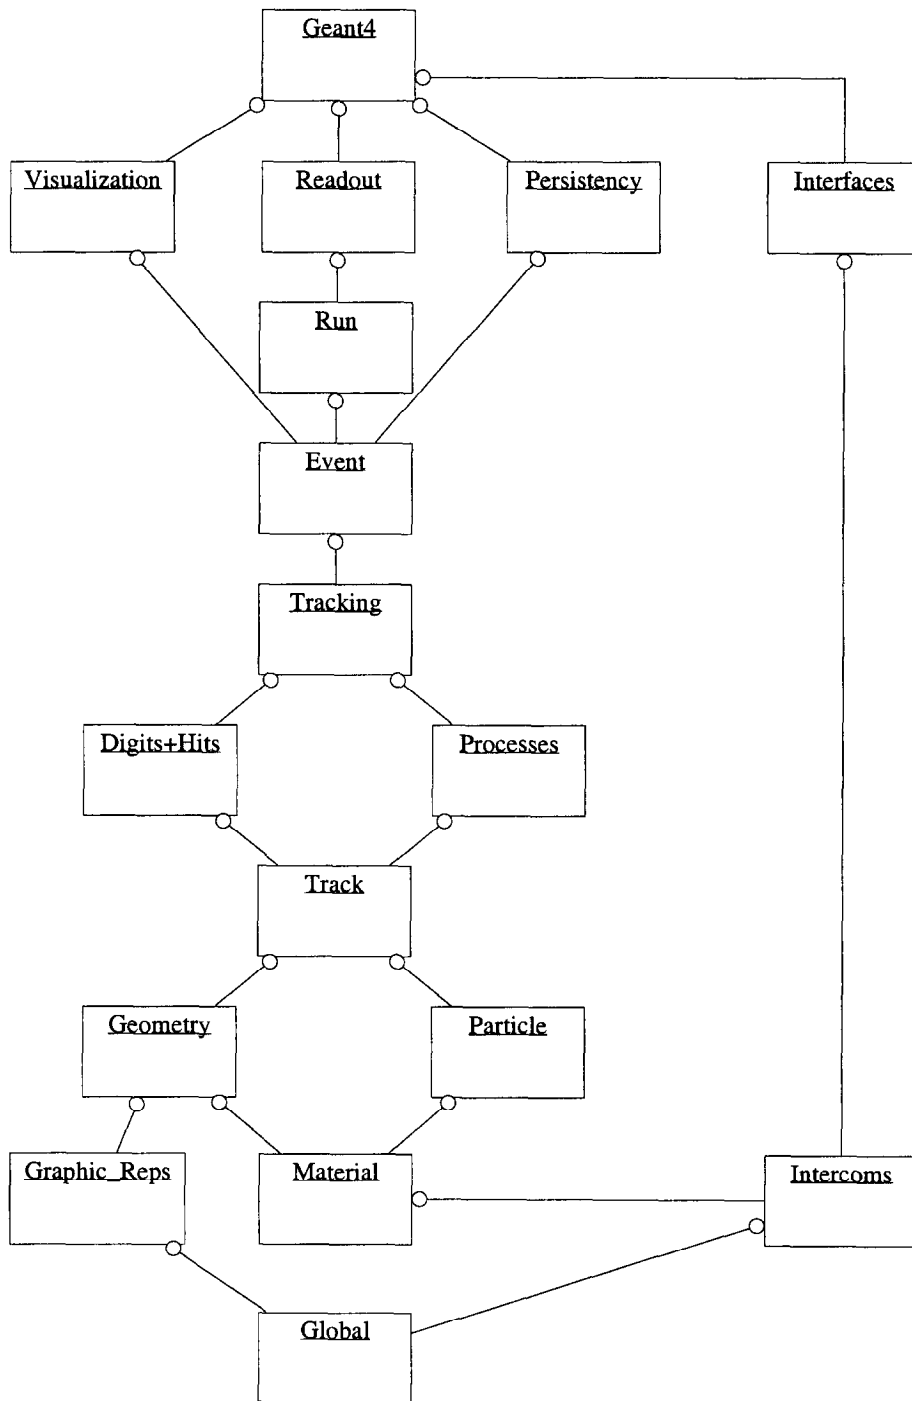 Geant4
Visualization
Readout
Persistency
Interfaces
Run
Event
Tracking
Digits+Hits
Processes
Track
Geometry
Particle
Graphic_Reps
Material
Intercoms
Global